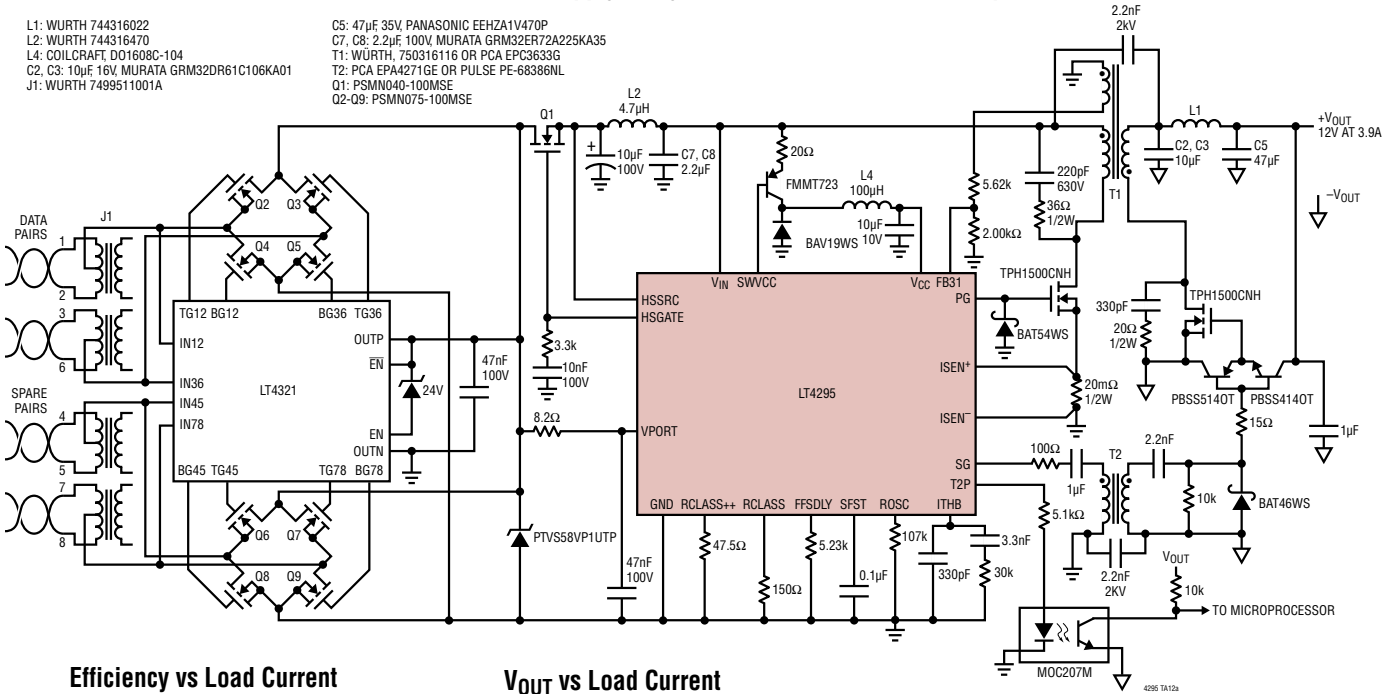 L1: WURTH 744316022
L2: WURTH 744316470
L4: COILCRAFT, DO1608C-104
C2, C3: 10µF, 16V, MURATA GRM32DR61C106KA01
J1: WURTH 7499511001A
C5: 47µF, 35V, PANASONIC EEHZA1V470P
C7, C8: 2.2µF, 100V, MURATA GRM32ER72A225KA35
T1: WÜRTH, 750316116 OR PCA EPC3633G
T2: PCA EPA4271GE OR PULSE PE-68386NL
Q1: PSMN040-100MSE
Q2-Q9: PSMN075-100MSE
2.2nF
2kV
L2
4.7µH
Q1
+
10µF
100V
C7, C8
2.2µF
20Ω
FMMT723
L4
100µH
10µF
10V
BAV19WS
5.62k
2.00kΩ
220pF
630V
36Ω
1/2W
T1
L1
C2, C3
10µF
C5
47µF
+VOUT
12V AT 3.9A
–VOUT
DATA
PAIRS
J1
1
2
3
6
SPARE
PAIRS
4
5
7
8
Q2
Q3
Q4
Q5
TG12 BG12
BG36 TG36
IN12
IN36
IN45
IN78
LT4321
OUTP
EN
EN
OUTN
BG45 TG45
TG78 BG78
24V
47nF
100V
Q6
Q7
Q8
Q9
3.3k
10nF
100V
8.2Ω
PTVS58VP1UTP
47nF
100V
HSSRC
HSGATE
VPORT
VIN SWVCC
VCC FB31
PG
ISEN+
ISEN–
SG
T2P
LT4295
GND RCLASS++ RCLASS FFSDLY SFST ROSC ITHB
47.5Ω
150Ω
5.23k
0.1µF
107k
330pF
3.3nF
30k
TPH1500CNH
BAT54WS
20mΩ
1/2W
330pF
20Ω
1/2W
TPH1500CNH
PBSS5140T
PBSS4140T
15Ω
1µF
100Ω
1µF
T2
2.2nF
10k
BAT46WS
5.1kΩ
2.2nF
2KV
VOUT
10k
TO MICROPROCESSOR
MOC207M
4295 TA12a
Efficiency vs Load Current
VOUT vs Load Current